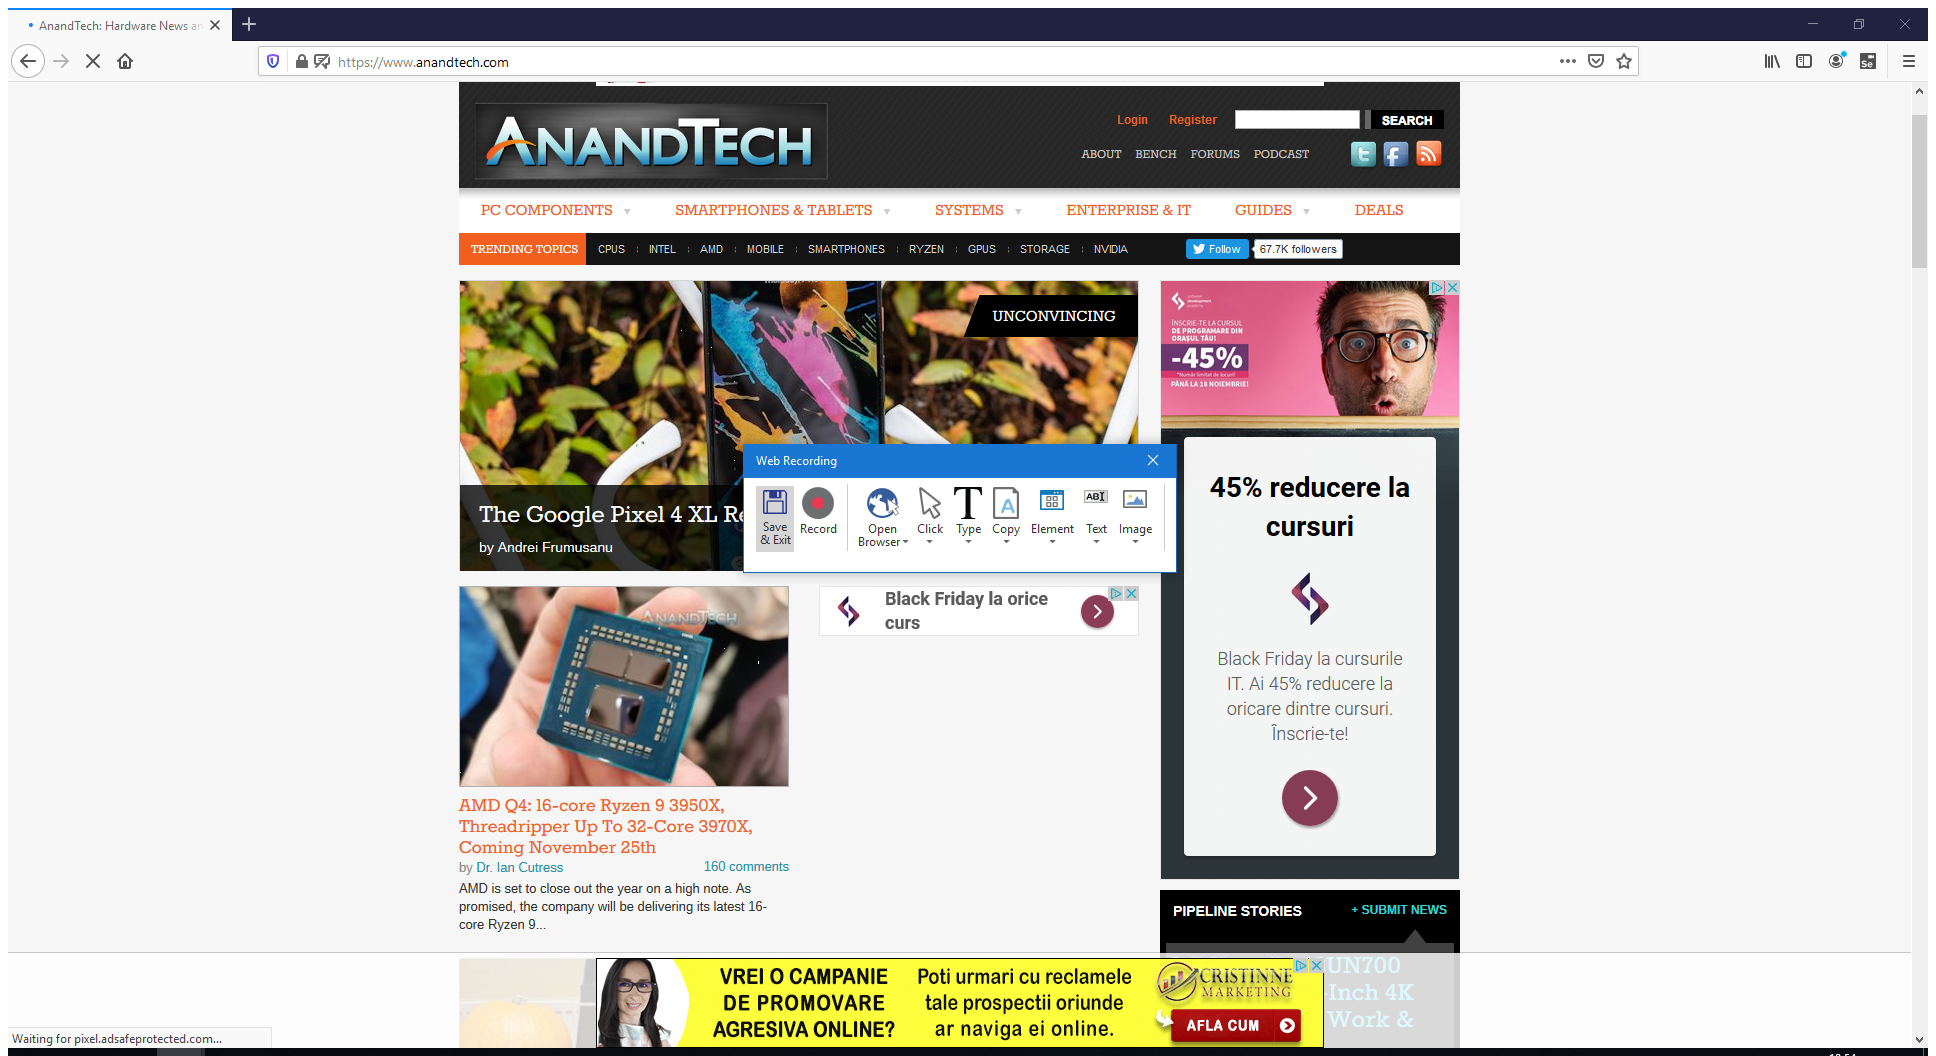 AnandTech: Hardware News an
https://www.anandtech.com
Se
ANANDTECH
Login Register SEARCH
ABOUT BENCH FORUMS PODCAST
PC COMPONENTS SMARTPHONES & TABLETS SYSTEMS ENTERPRISE & IT GUIDES DEALS
TRENDING TOPICS CPUS INTEL AMD MOBILE SMARTPHONES RYZEN GPUS STORAGE NVIDIA Follow 67.7K followers
UNCONVINCING
The Google Pixel 4 XL Re
by Andrei Frumusanu
software
development
academy
ÎNSCRIE-TE LA CURSUL
DE PROGRAMARE DIN
ORAȘUL TĂU!
-45%
*Număr limitat de locuri!
PÂNĂ LA 18 NOIEMBRIE!
Web Recording
Save
& Exit
Record
Open
Browser
Click
Type
Copy
Element
Text
Image
45% reducere la
cursuri
Black Friday la cursurile
IT. Ai 45% reducere la
oricare dintre cursuri.
Înscrie-te!
Black Friday la orice
curs
ANANDTECH
AMD Q4: 16-core Ryzen 9 3950X,
Threadripper Up To 32-Core 3970X,
Coming November 25th
by Dr. Ian Cutress 160 comments
AMD is set to close out the year on a high note. As
promised, the company will be delivering its latest 16-
core Ryzen 9...
PIPELINE STORIES + SUBMIT NEWS
UN700
-Inch 4K
Work &
VREI O CAMPANIE
DE PROMOVARE
AGRESIVA ONLINE?
Poti urmari cu reclamele
tale prospectii oriunde
ar naviga ei online.
CRISTINNE
MARKETING
AFLA CUM
Waiting for pixel.adsafeprotected.com...